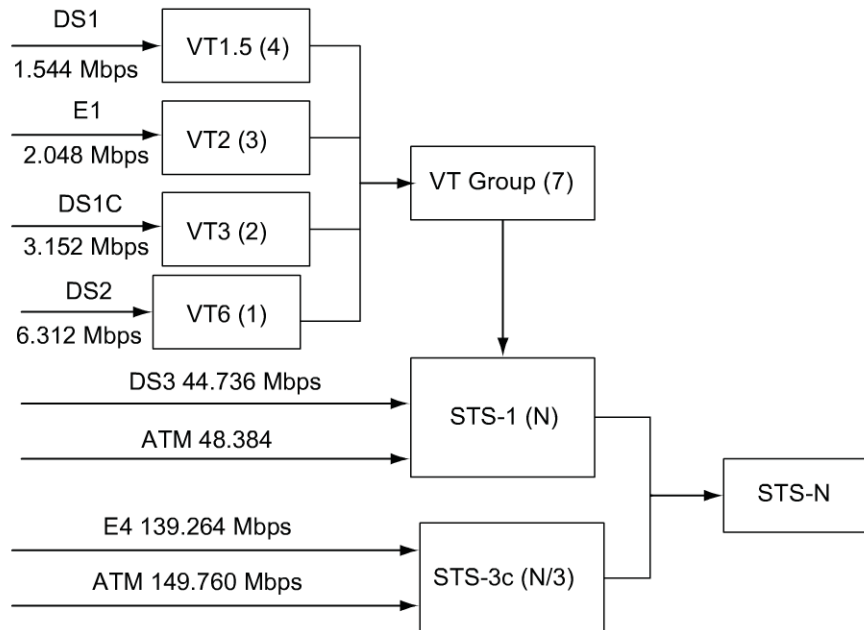 DS1
1.544 Mbps
VT1.5 (4)
E1
2.048 Mbps
VT2 (3)
DS1C
3.152 Mbps
VT3 (2)
DS2
6.312 Mbps
VT6 (1)
VT Group (7)
DS3 44.736 Mbps
ATM 48.384
STS-1 (N)
E4 139.264 Mbps
ATM 149.760 Mbps
STS-3c (N/3)
STS-N